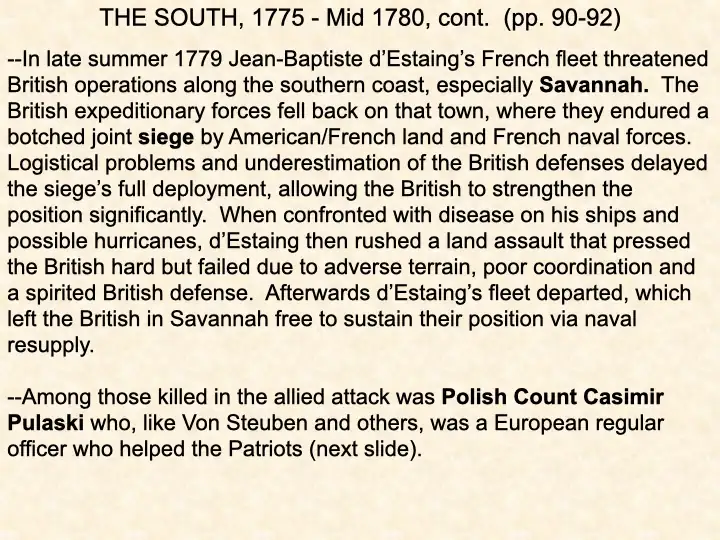 THE SOUTH, 1775 - Mid 1780, cont.  (pp. 90-92)
--In late summer 1779 Jean-Baptiste d’Estaing’s French fleet threatened
British operations along the southern coast, especially Savannah.  The
British expeditionary forces fell back on that town, where they endured a
botched joint siege by American/French land and French naval forces.
Logistical problems and underestimation of the British defenses delayed
the siege’s full deployment, allowing the British to strengthen the
position significantly.  When confronted with disease on his ships and
possible hurricanes, d’Estaing then rushed a land assault that pressed
the British hard but failed due to adverse terrain, poor coordination and
a spirited British defense.  Afterwards d’Estaing’s fleet departed, which
left the British in Savannah free to sustain their position via naval
resupply.
--Among those killed in the allied attack was Polish Count Casimir
Pulaski who, like Von Steuben and others, was a European regular
officer who helped the Patriots (next slide).